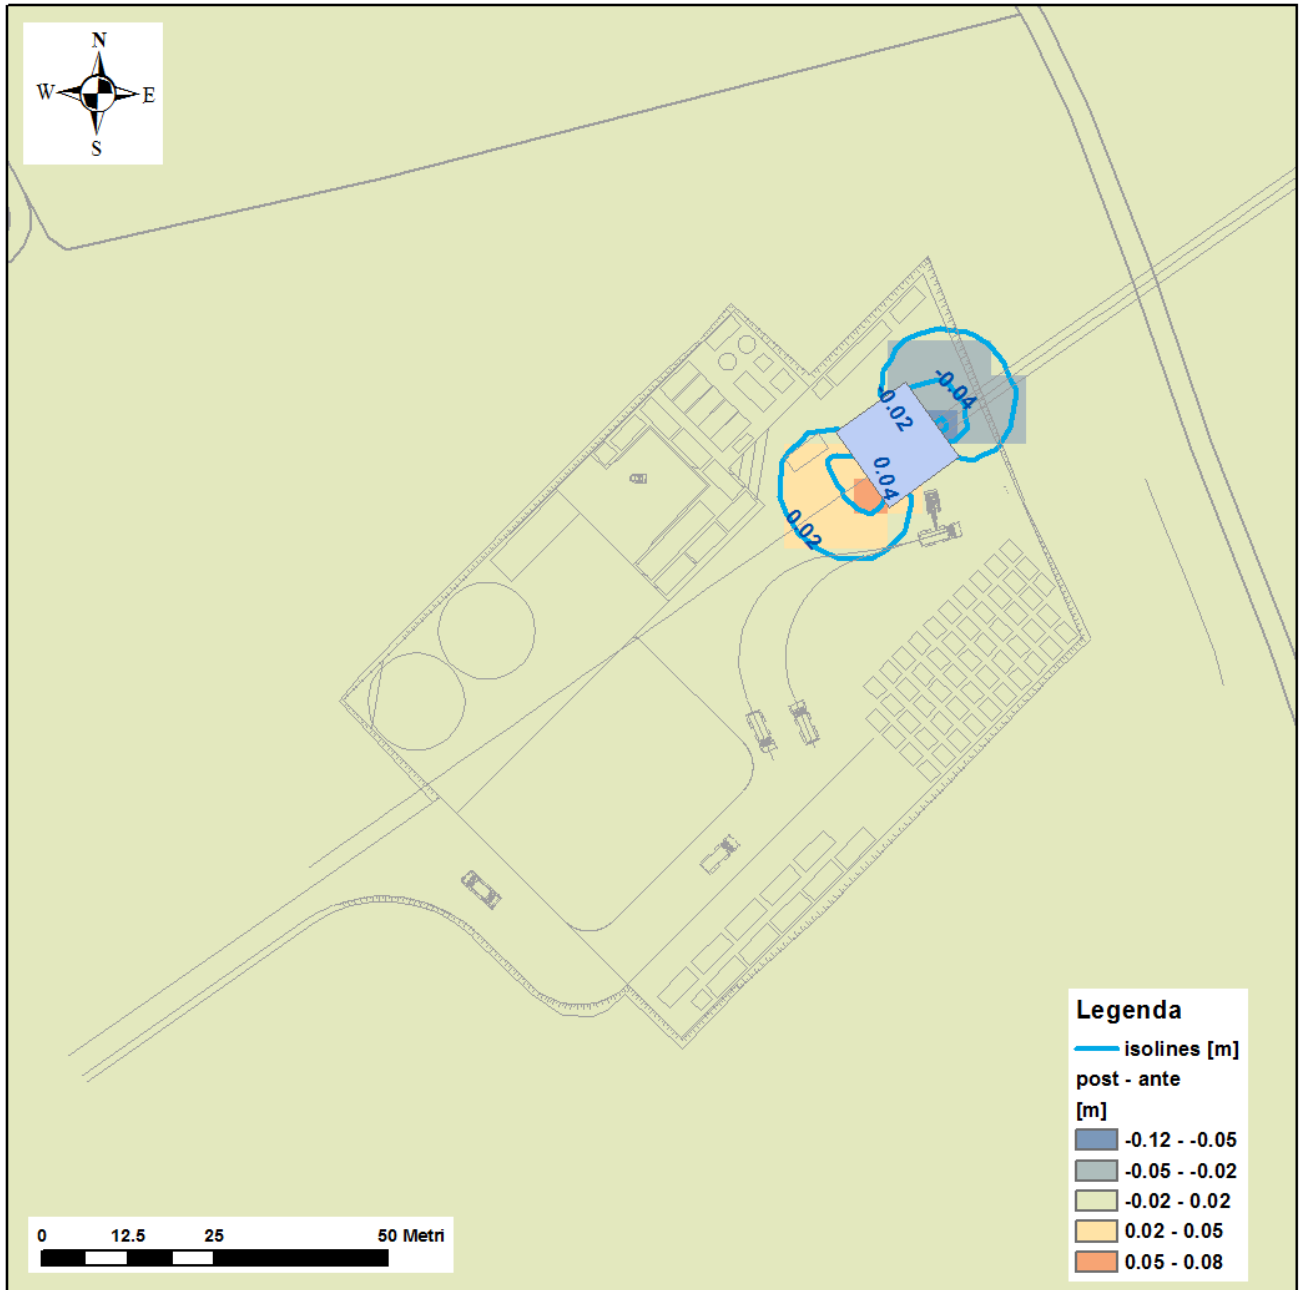 N
W E
S
-0.04
-0.02
0.04
0.02
Legenda
isolines [m]
post - ante
[m]
-0.12 - -0.05
-0.05 - -0.02
-0.02 - 0.02
0.02 - 0.05
0.05 - 0.08
0 12.5 25 50 Metri